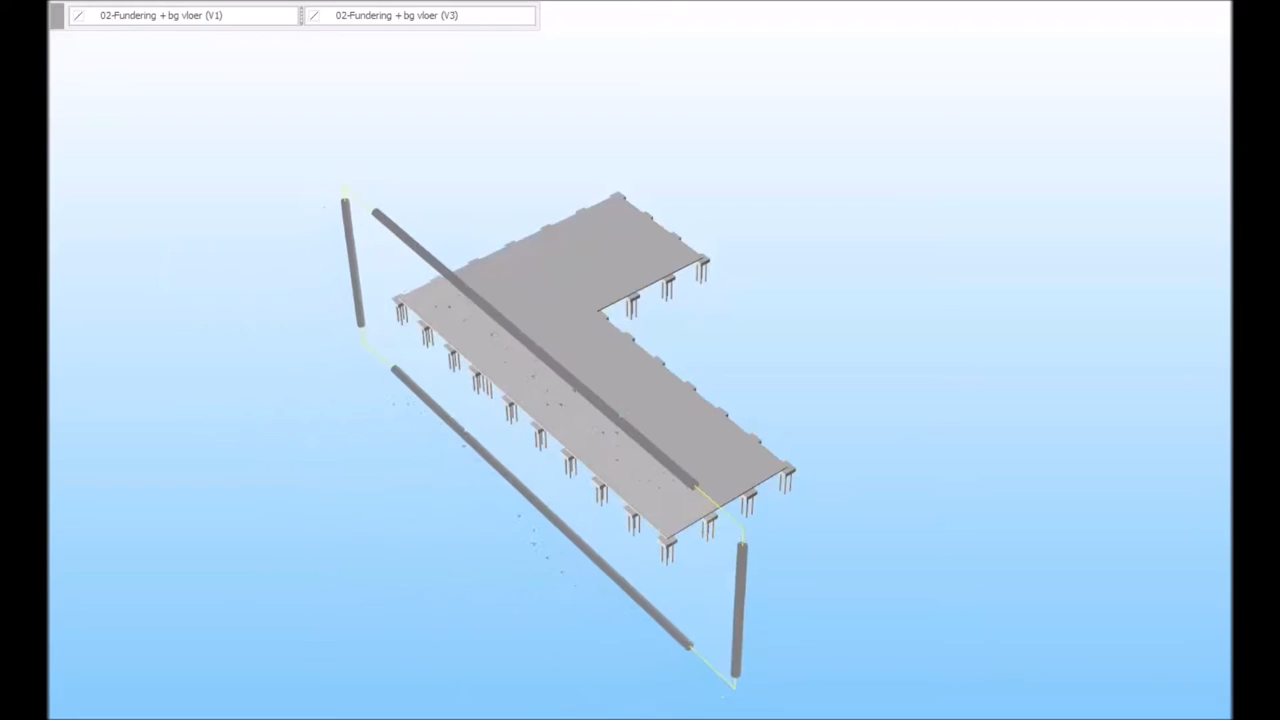 02-Fundering + bg vloer (V1)
02-Fundering + bg vloer (V3)